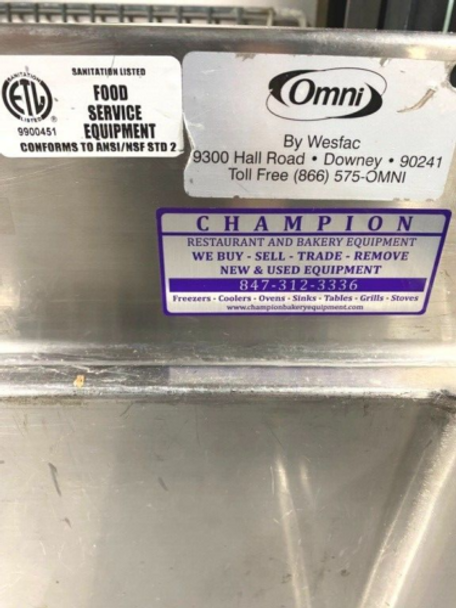 SANITATION LISTED
SANITATION
ETL
LISTED
9900451
FOOD
SERVICE
EQUIPMENT
CONFORMS TO ANSI/NSF STD 2
Omni
By Wesfac
9300 Hall Road • Downey • 90241
Toll Free (866) 575-OMNI
CHAMPION
RESTAURANT AND BAKERY EQUIPMENT
WE BUY - SELL - TRADE - REMOVE
NEW & USED EQUIPMENT
847-312-3336
Freezers - Coolers - Ovens - Sinks - Tables - Grills - Stoves
www.championbakeryequipment.com